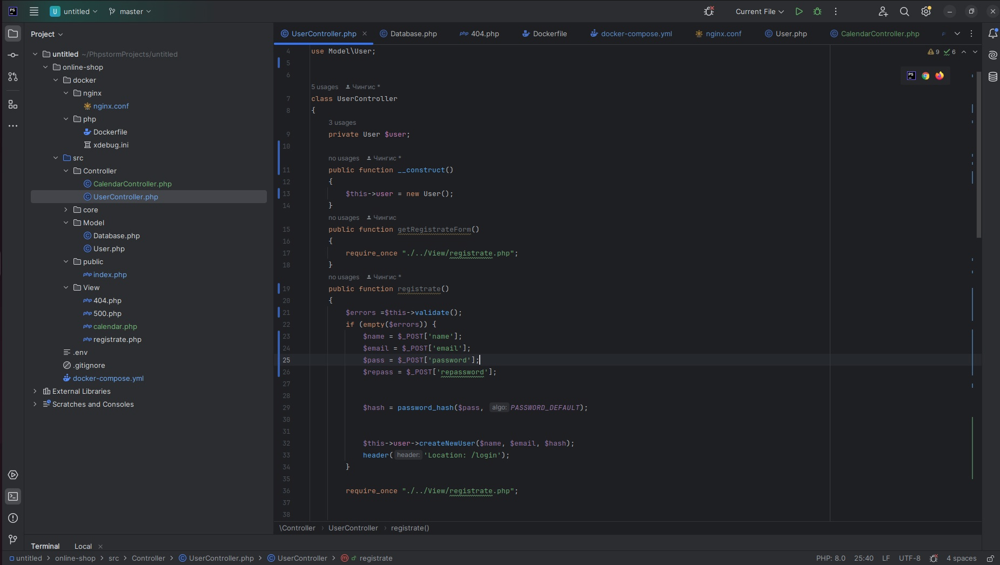 PS
U untitled
master
Current File
Project
untitled ~/PhpstormProjects/untitled
online-shop
docker
nginx
nginx.conf
php
Dockerfile
xdebug.ini
src
Controller
CalendarController.php
UserController.php
core
Model
Database.php
User.php
public
php index.php
View
php 404.php
php 500.php
php calendar.php
php registrate.php
.env
.gitignore
docker-compose.yml
External Libraries
Scratches and Consoles
UserController.php
Database.php
php 404.php
Dockerfile
docker-compose.yml
nginx.conf
User.php
CalendarController.php
9 6
PS
4 use Model\User;
5
6
5 usages Чингис *
7 class UserController
8 {
3 usages
9 private User $user;
10
no usages Чингис *
11 public function __construct()
12 {
13 $this->user = new User();
14 }
no usages Чингис
15 public function getRegistrateForm()
16 {
17 require_once "./../View/registrate.php";
18 }
no usages Чингис *
19 public function registrate()
20 {
21 $errors =$this->validate();
22 if (empty($errors)) {
23 $name = $_POST['name'];
24 $email = $_POST['email'];
25 $pass = $_POST['password'];
26 $repass = $_POST['repassword'];
27
28
29 $hash = password_hash($pass, algo: PASSWORD_DEFAULT);
30
31
32 $this->user->createNewUser($name, $email, $hash);
33 header( header: 'Location: /login');
34 }
35
36 require_once "./../View/registrate.php";
37
38
\Controller › UserController › registrate()
Terminal Local
untitled › online-shop › src › Controller › UserController.php › UserController › m registrate
PHP: 8.0 25:40 LF UTF-8 4 spaces